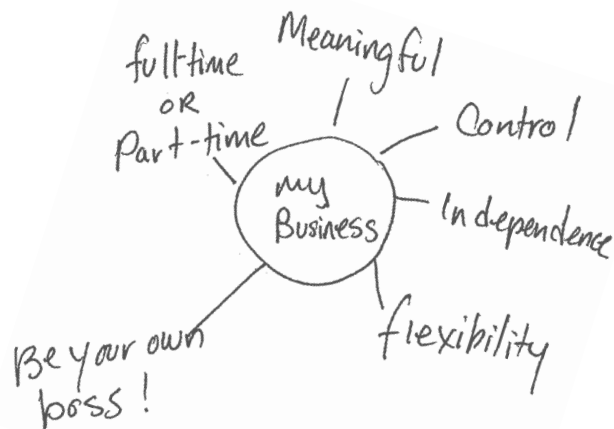 Meaningful
full-time
OR
Part-time
Control
my
Business
Independence
flexibility
Be your own
boss!